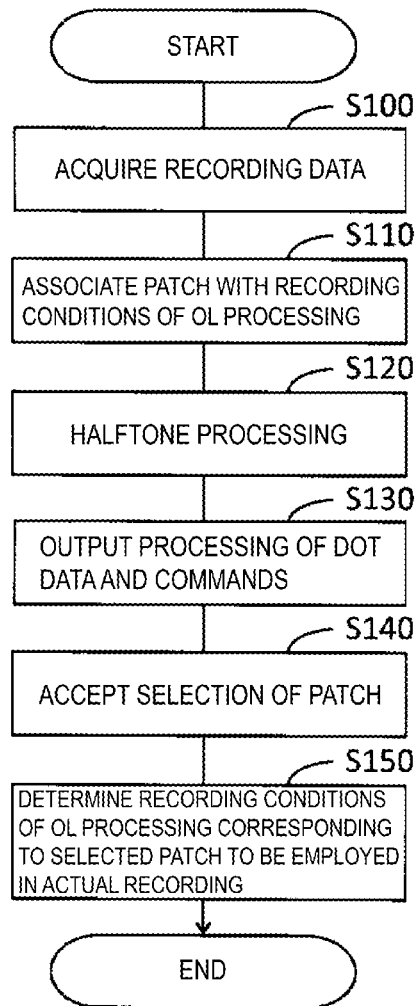 START
S100
ACQUIRE RECORDING DATA
S110
ASSOCIATE PATCH WITH RECORDING
CONDITIONS OF OL PROCESSING
S120
HALFTONE PROCESSING
S130
OUTPUT PROCESSING OF DOT
DATA AND COMMANDS
S140
ACCEPT SELECTION OF PATCH
S150
DETERMINE RECORDING CONDITIONS
OF OL PROCESSING CORRESPONDING
TO SELECTED PATCH TO BE EMPLOYED
IN ACTUAL RECORDING
END